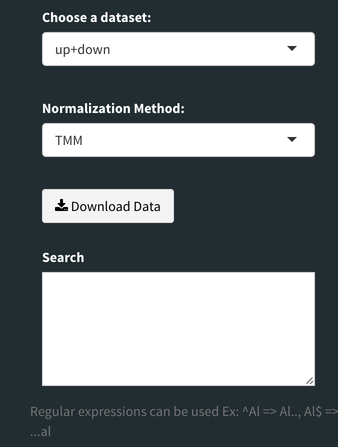 Choose a dataset:
up+down
Normalization Method:
TMM
Download Data
Search
Regular expressions can be used Ex: ^Al => Al.., Al$ =>
...al